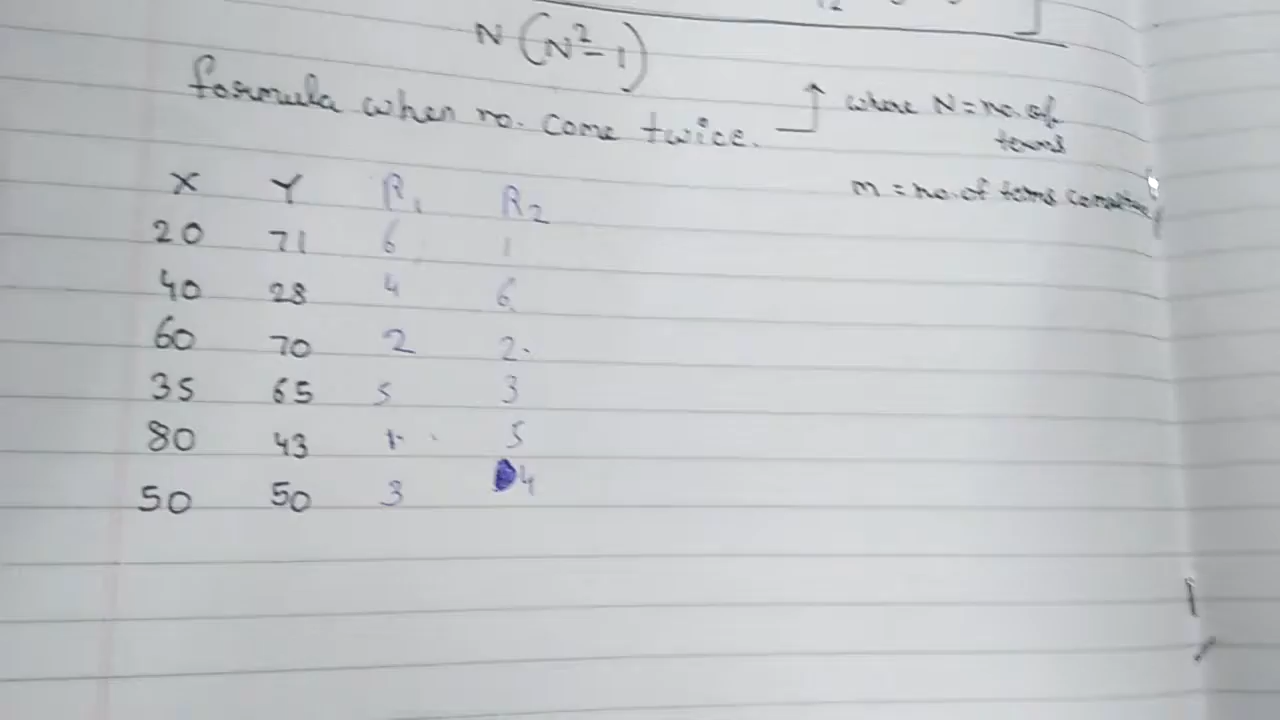 N(N²-1)
formula when no. come twice. where N = no. of
terms
m = no. of terms
X Y R₁ R₂
20 71 6 1
40 28 4 6
60 70 2 2.
35 65 5 3
80 43 1 5
50 50 3 4